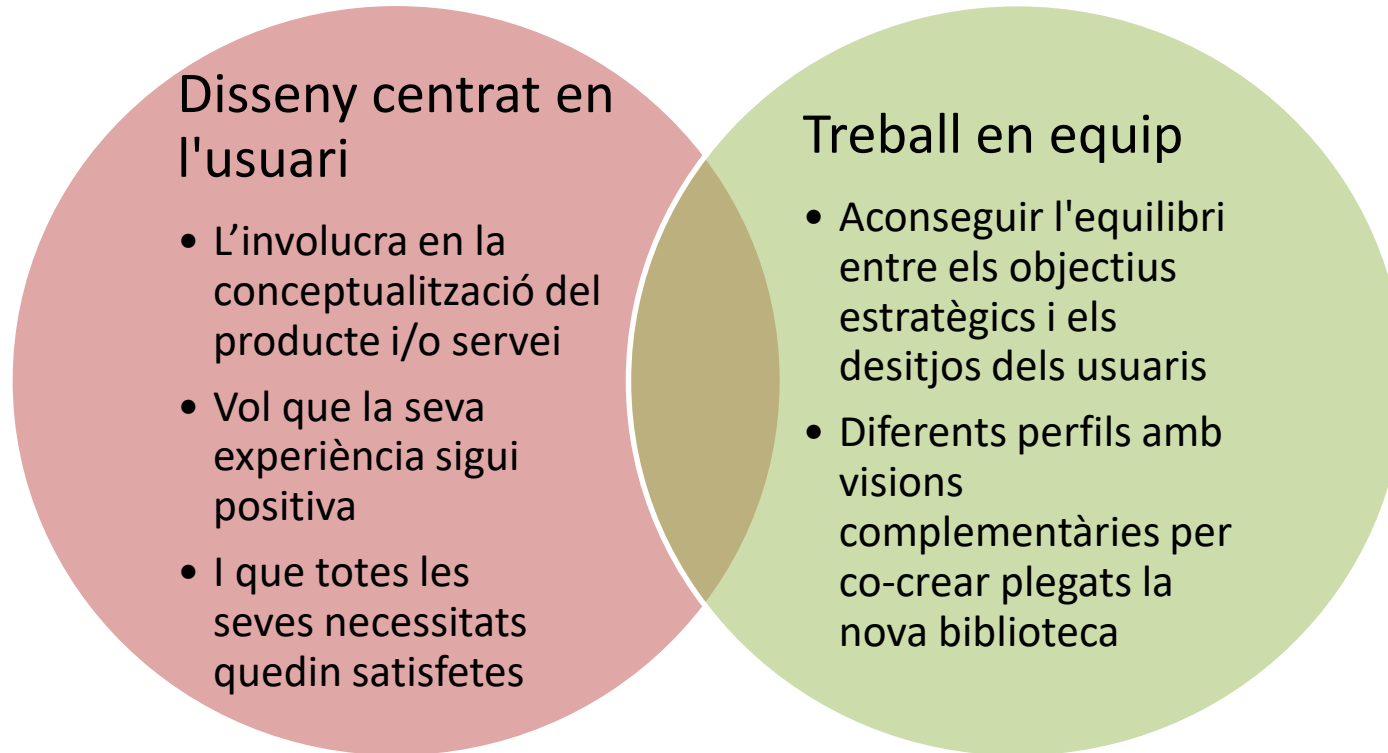 Disseny centrat en
l'usuari
• L’involucra en la
conceptualització del
producte i/o servei
• Vol que la seva
experiència sigui
positiva
• I que totes les
seves necessitats
quedin satisfetes
Treball en equip
• Aconseguir l'equilibri
entre els objectius
estratègics i els
desitjos dels usuaris
• Diferents perfils amb
visions
complementàries per
co-crear plegats la
nova biblioteca